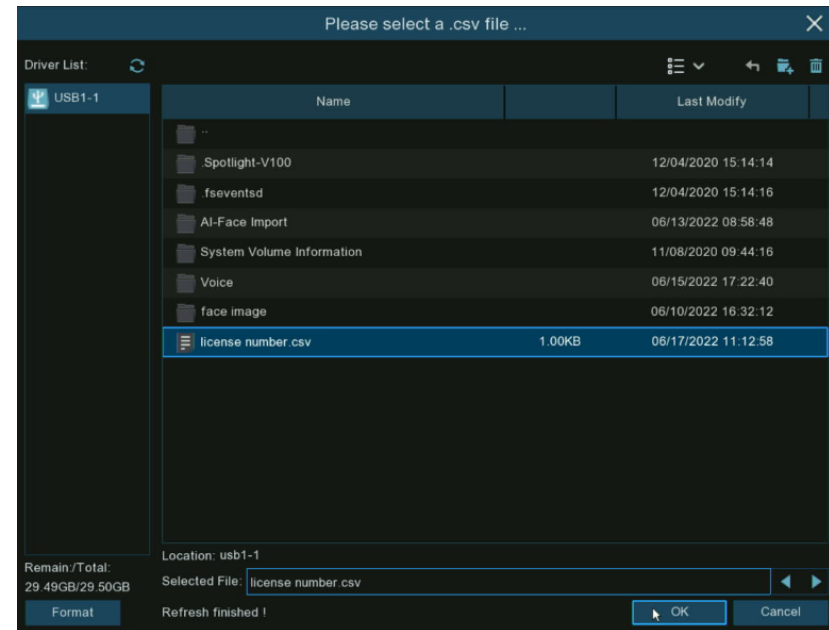 Please select a .csv file ...
Driver List:
USB1-1
Name Last Modify
..
.Spotlight-V100 12/04/2020 15:14:14
.fseventsd 12/04/2020 15:14:16
AI-Face Import 06/13/2022 08:58:48
System Volume Information 11/08/2020 09:44:16
Voice 06/15/2022 17:22:40
face image 06/10/2022 16:32:12
license number.csv 1.00KB 06/17/2022 11:12:58
Location: usb1-1
Remain:/Total:
29.49GB/29.50GB
Selected File: license number.csv
Format Refresh finished ! OK Cancel